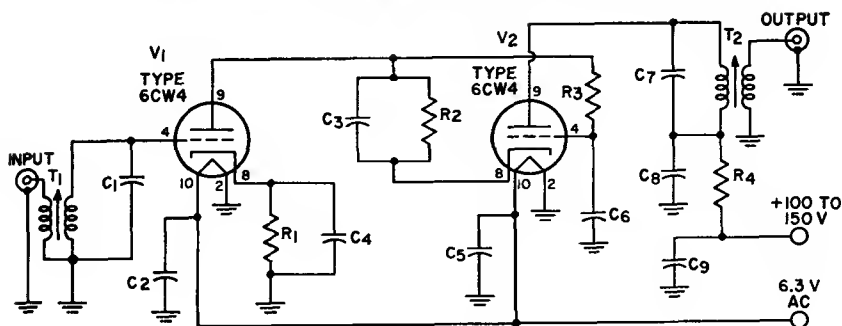 OUTPUT
V1
TYPE
6CW4
9
4
10
2
8
V2
TYPE
6CW4
9
4
8
10
2
INPUT
T1
C1
C2
R1
C4
C3
R2
R3
C5
C6
C7
T2
C8
R4
C9
+100 TO
150 V
6.3 V
AC